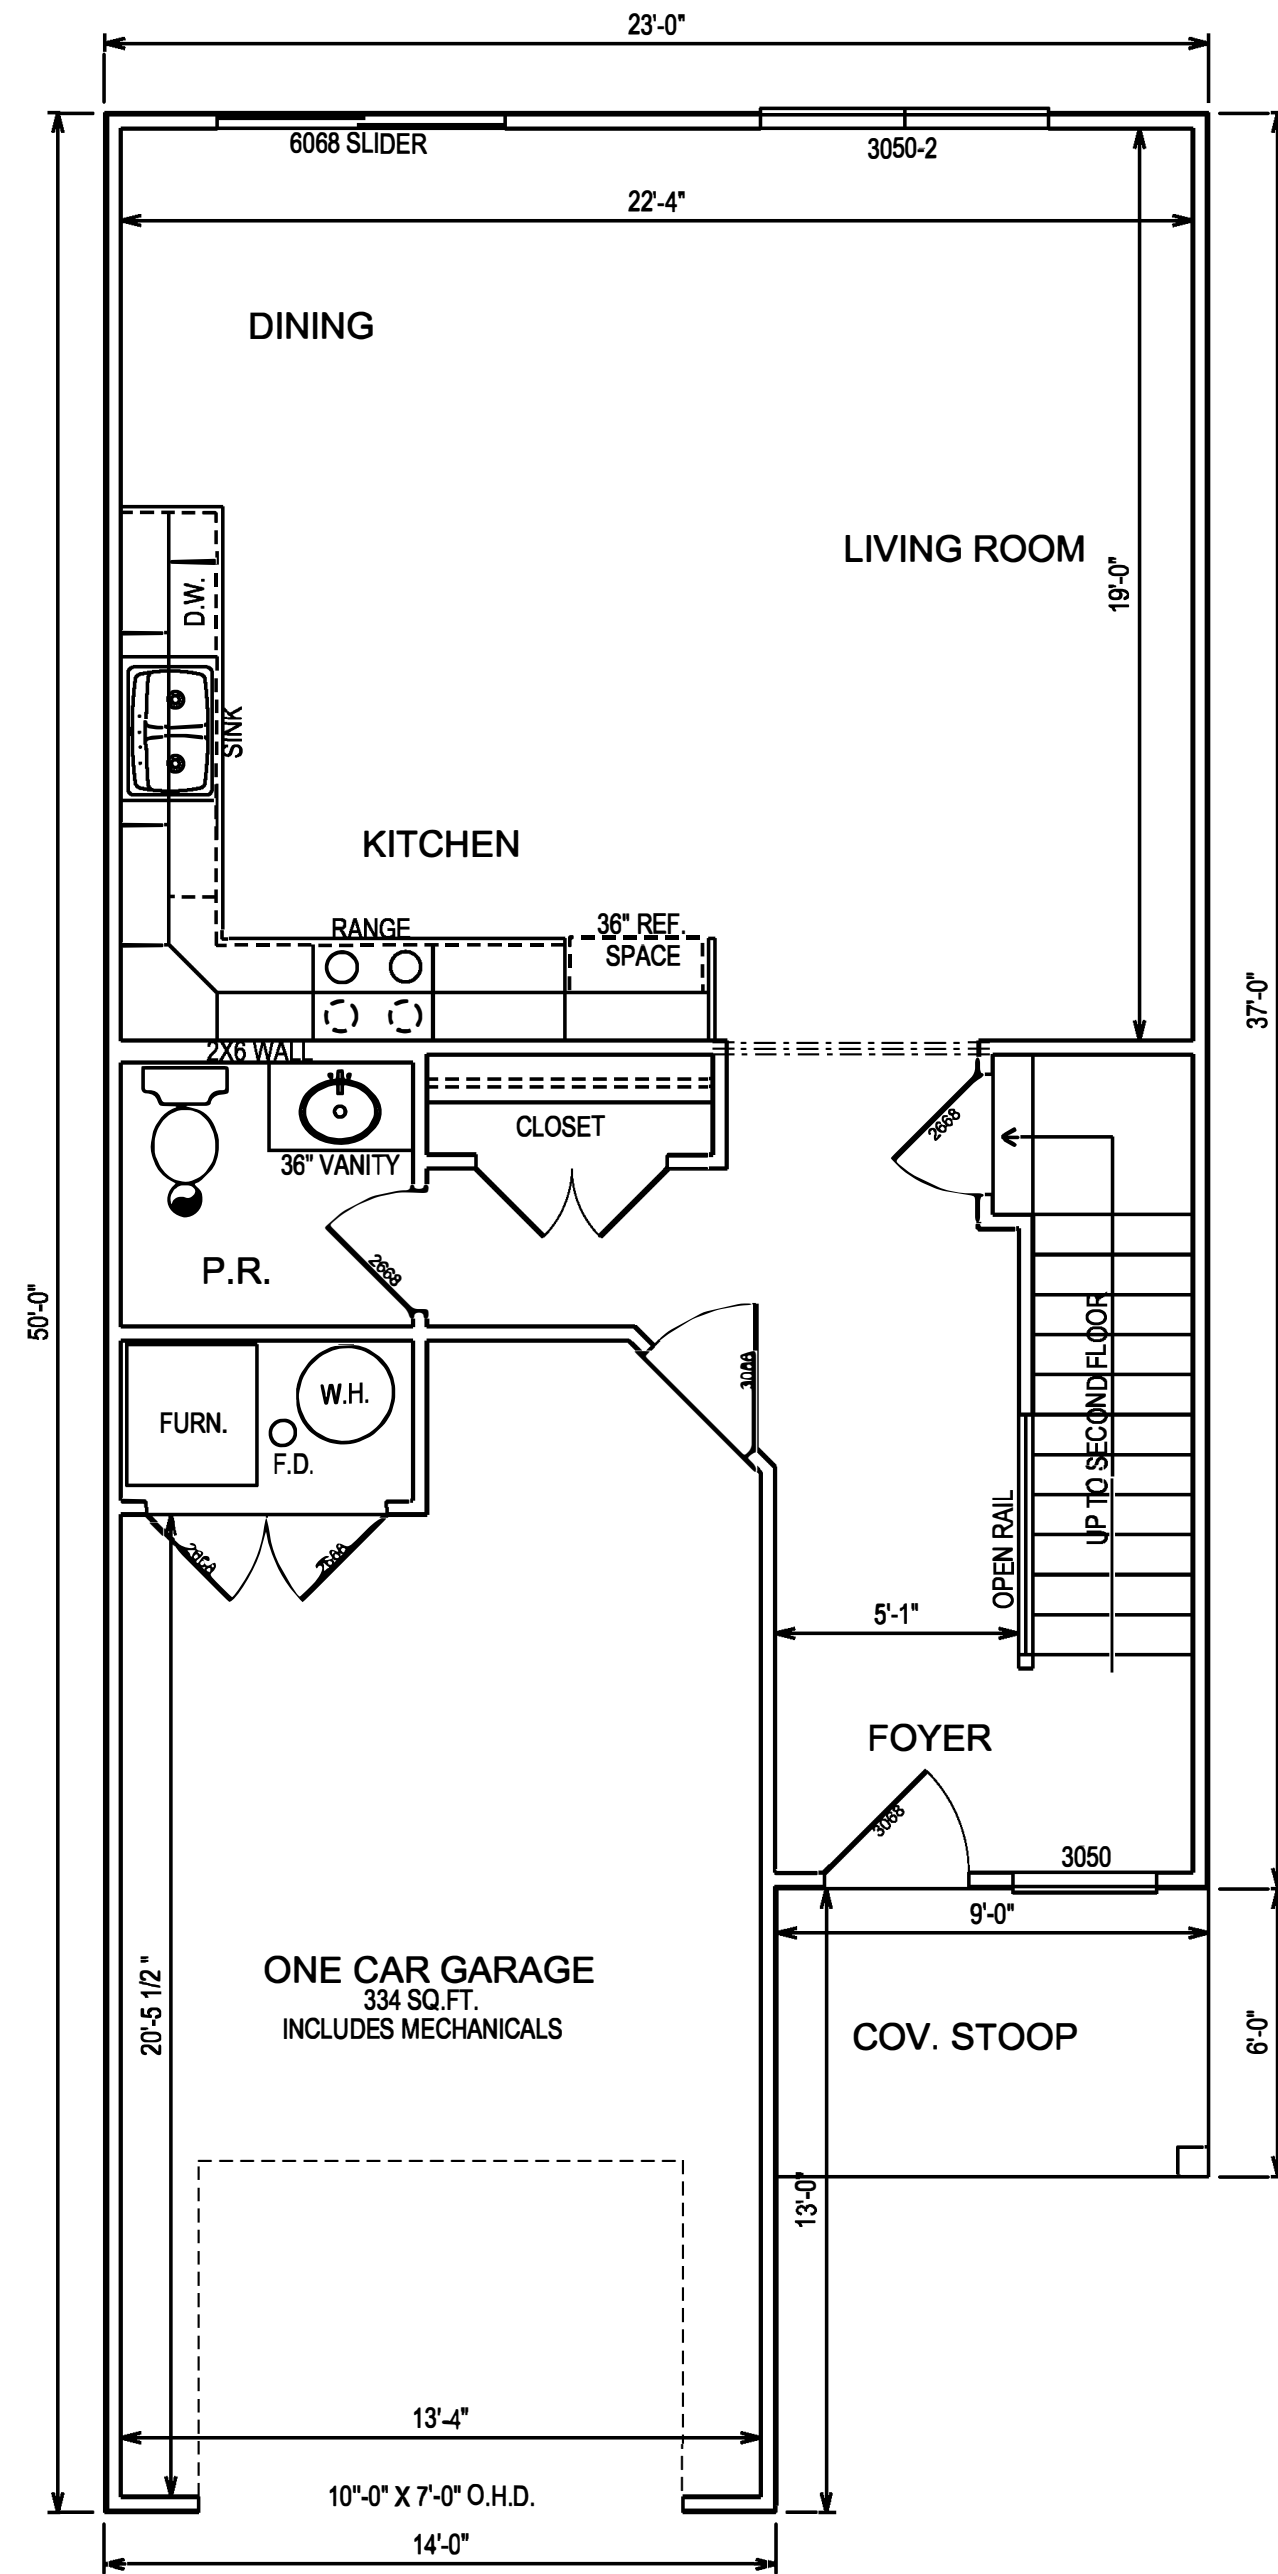 23'-0"
6068 SLIDER
3050-2
22'-4"
DINING
LIVING ROOM
19'-0"
D.W.
SINK
KITCHEN
RANGE
36" REF.
SPACE
37'-0"
2X6 WALL
CLOSET
36" VANITY
2668
P.R.
2668
50'-0"
W.H.
FURN.
F.D.
UP TO SECOND FLOOR
OPEN RAIL
5'-1"
FOYER
3068
3050
9'-0"
ONE CAR GARAGE
334 SQ.FT.
INCLUDES MECHANICALS
20'-5 1/2 "
COV. STOOP
6'-0"
13'-0"
13'-4"
10"-0" X 7'-0" O.H.D.
14'-0"